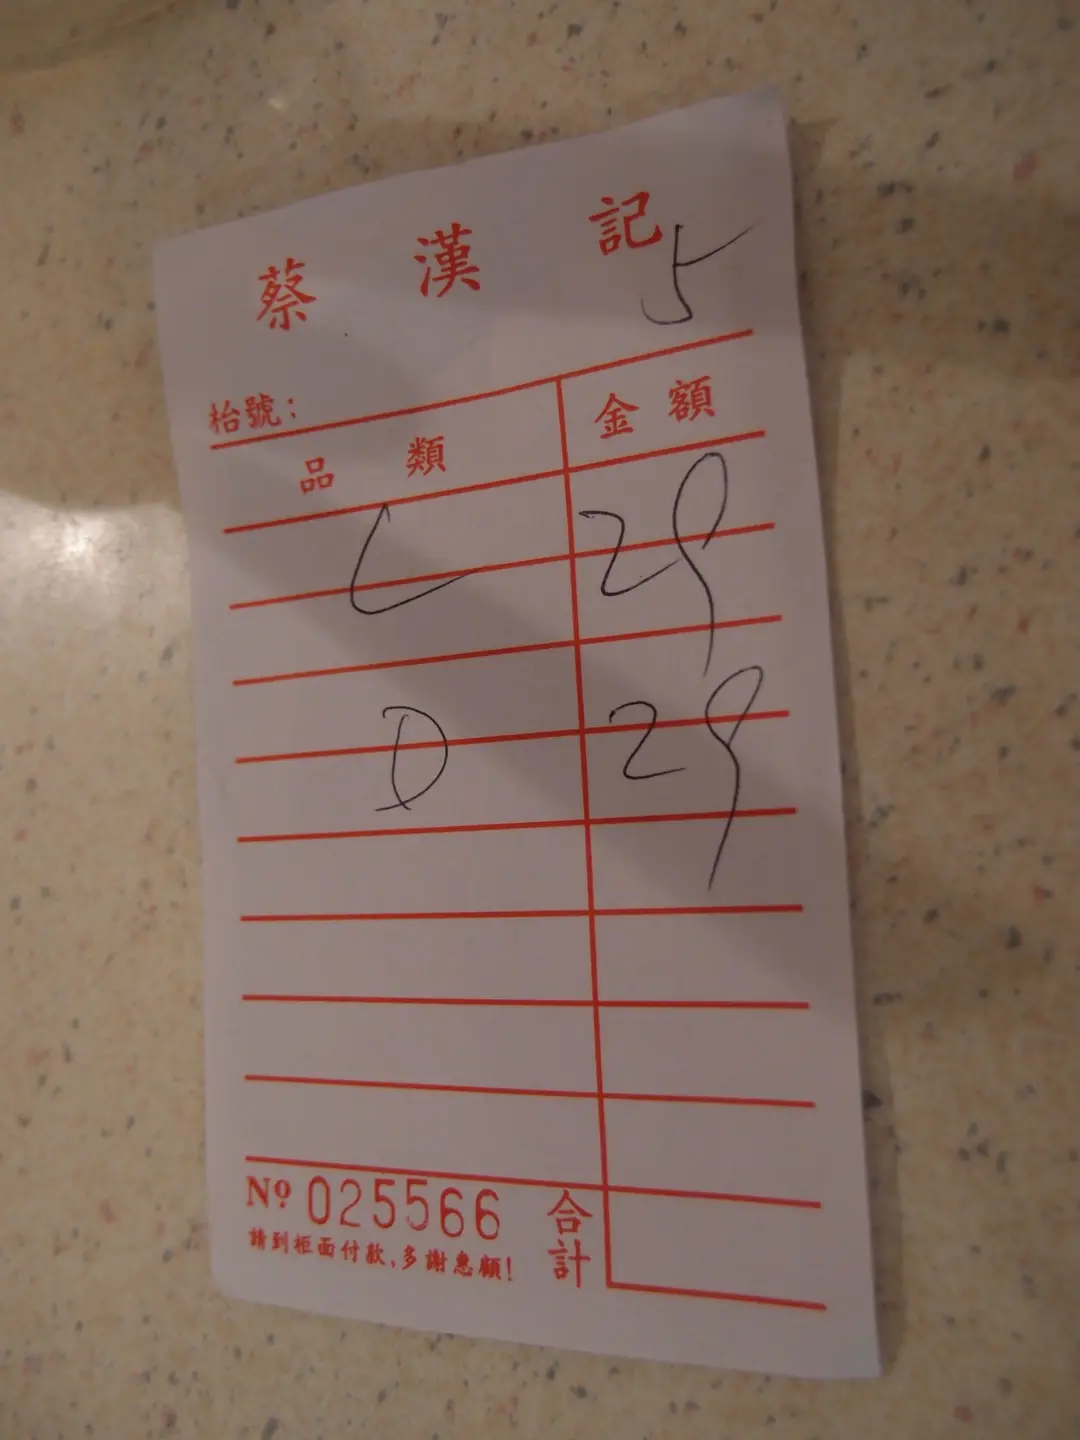 蔡漢記
5
枱號：
品類 金額
C 29
D 29
Nº 025566 合計
請到柜面付款，多謝惠顧！